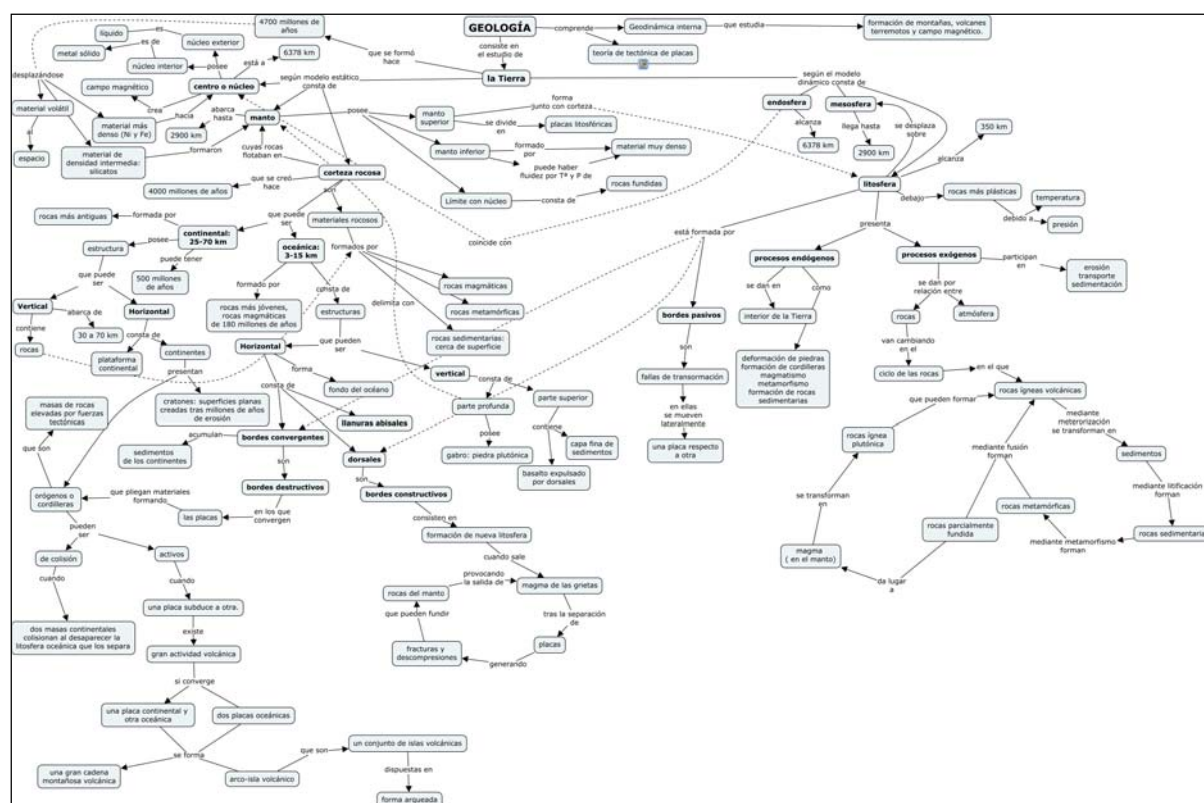 GEOLOGÍA
comprende
Geodinámica interna
que estudia
formación de montañas, volcanes
terremotos y campo magnético.
teoría de tectónica de placas
consiste en
el estudio de
la Tierra
que se formó
hace
4700 millones de
años
según modelo estático
consta de
según el modelo
dinámico consta de
líquido
es
núcleo exterior
metal sólido
es de
núcleo interior
posee
está a
6378 km
centro o núcleo
desplazándose
campo magnético
crea
hacia
material volátil
al
espacio
material más
denso (Ni y Fe)
material de
densidad intermedia:
silicatos
formaron
abarca
hasta
2900 km
manto
posee
manto
superior
forma
junto con corteza
se divide
en
placas litosféricas
manto inferior
formado
por
material muy denso
puede haber
fluidez por Tª y P de
Límite con núcleo
consta de
rocas fundidas
cuyas rocas
flotaban en
corteza rocosa
que se creó
hace
4000 millones de años
son
materiales rocosos
formados por
rocas magmáticas
rocas metamórficas
rocas sedimentarias:
cerca de superficie
coincide con
delimita con
endosfera
alcanza
6378 km
mesosfera
llega hasta
2900 km
se desplaza
sobre
350 km
alcanza
litosfera
debajo
rocas más plásticas
debido a
temperatura
presión
presenta
está formada por
que puede
ser
continental:
25-70 km
formada por
rocas más antiguas
posee
estructura
puede tener
500 millones
de años
que puede
ser
Vertical
contiene
rocas
abarca de
30 a 70 km
Horizontal
consta de
plataforma
continental
continentes
presentan
cratones: superficies planas
creadas tras millones de años
de erosión
oceánica:
3-15 km
formado por
rocas más jóvenes,
rocas magmáticas
de 180 millones de años
consta de
estructuras
que pueden
ser
Horizontal
forma
fondo del océano
consta de
llanuras abisales
bordes convergentes
acumulan
sedimentos
de los continentes
son
bordes destructivos
en los que
convergen
las placas
que pliegan materiales
formando
orógenos o
cordilleras
que son
masas de rocas
elevadas por fuerzas
tectónicas
pueden
ser
de colisión
cuando
dos masas continentales
colisionan al desaparecer la
litosfera oceánica que los separa
activos
cuando
una placa subduce a otra.
existe
gran actividad volcánica
si converge
una placa continental y
otra oceánica
dos placas oceánicas
se forma
una gran cadena
montañosa volcánica
arco-isla volcánico
que son
un conjunto de islas volcánicas
dispuestas en
forma arqueada
dorsales
son
bordes constructivos
consisten en
formación de nueva litosfera
cuando sale
magma de las grietas
tras la separación
de
placas
generando
fracturas y
descompresiones
que pueden fundir
rocas del manto
provocando
la salida de
vertical
consta de
parte profunda
posee
gabro: piedra plutónica
parte superior
contiene
capa fina de
sedimentos
basalto expulsado
por dorsales
bordes pasivos
son
fallas de transormación
en ellas
se mueven
lateralmente
una placa respecto
a otra
procesos endógenos
se dan en
interior de la Tierra
como
deformación de piedras
formación de cordilleras
magmatismo
metamorfismo
formación de rocas
sedimentarias
procesos exógenos
participan
en
erosión
transporte
sedimentación
se dan por
relación entre
rocas
atmósfera
van cambiando
en el
ciclo de las rocas
en el que
rocas ígneas volcánicas
que pueden formar
rocas ígnea
plutónica
mediante
meterorización
se transforman en
sedimentos
mediante litificación
forman
rocas sedimentaria
mediante metamorfismo
forman
rocas metamórficas
mediante fusión
forman
rocas parcialmente
fundida
da lugar
a
magma
( en el manto)
se transforman
en